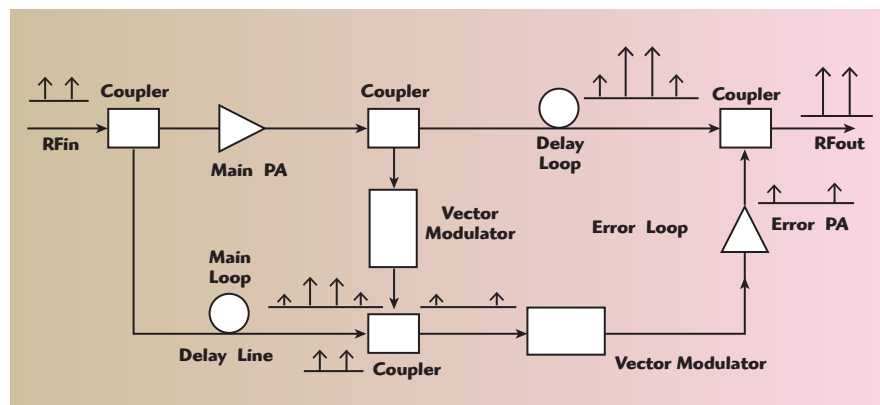 Coupler
Coupler
Coupler
RFin
Main PA
Delay
Loop
RFout
Vector
Modulator
Error Loop
Error PA
Main
Loop
Delay Line
Coupler
Vector Modulator